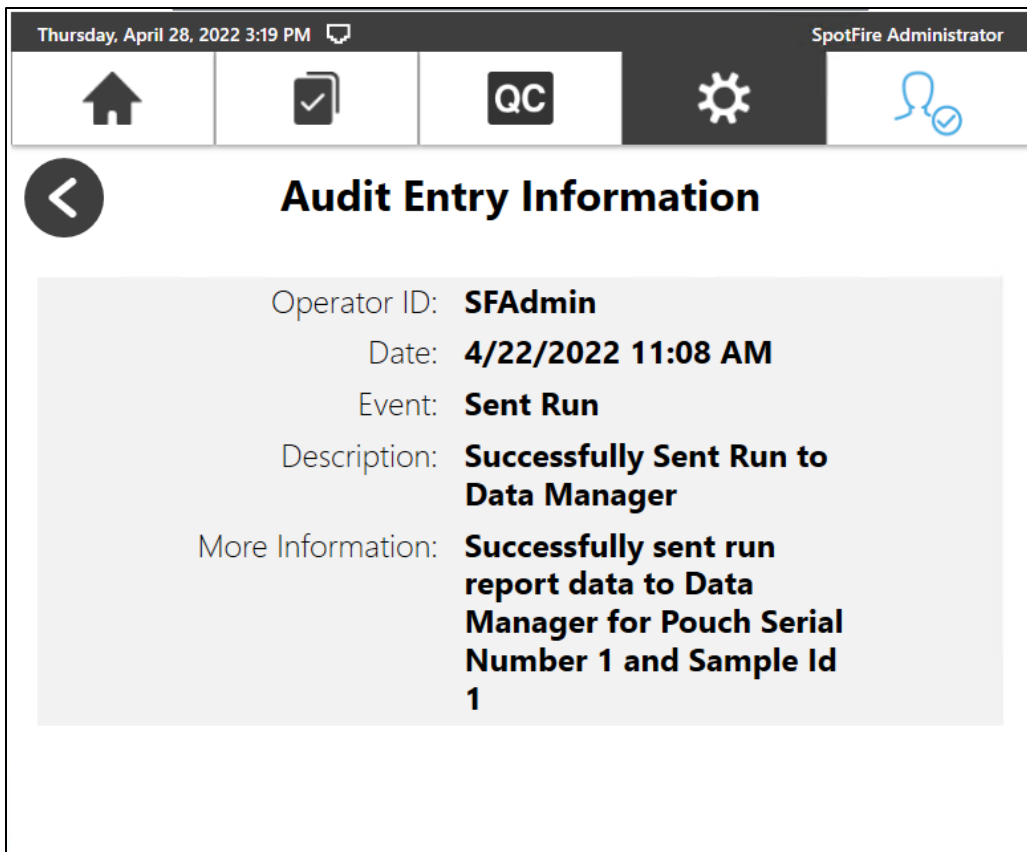 Thursday, April 28, 2022 3:19 PM
SpotFire Administrator
QC
Audit Entry Information
Operator ID: SFAdmin
Date: 4/22/2022 11:08 AM
Event: Sent Run
Description: Successfully Sent Run to
Data Manager
More Information: Successfully sent run
report data to Data
Manager for Pouch Serial
Number 1 and Sample Id
1